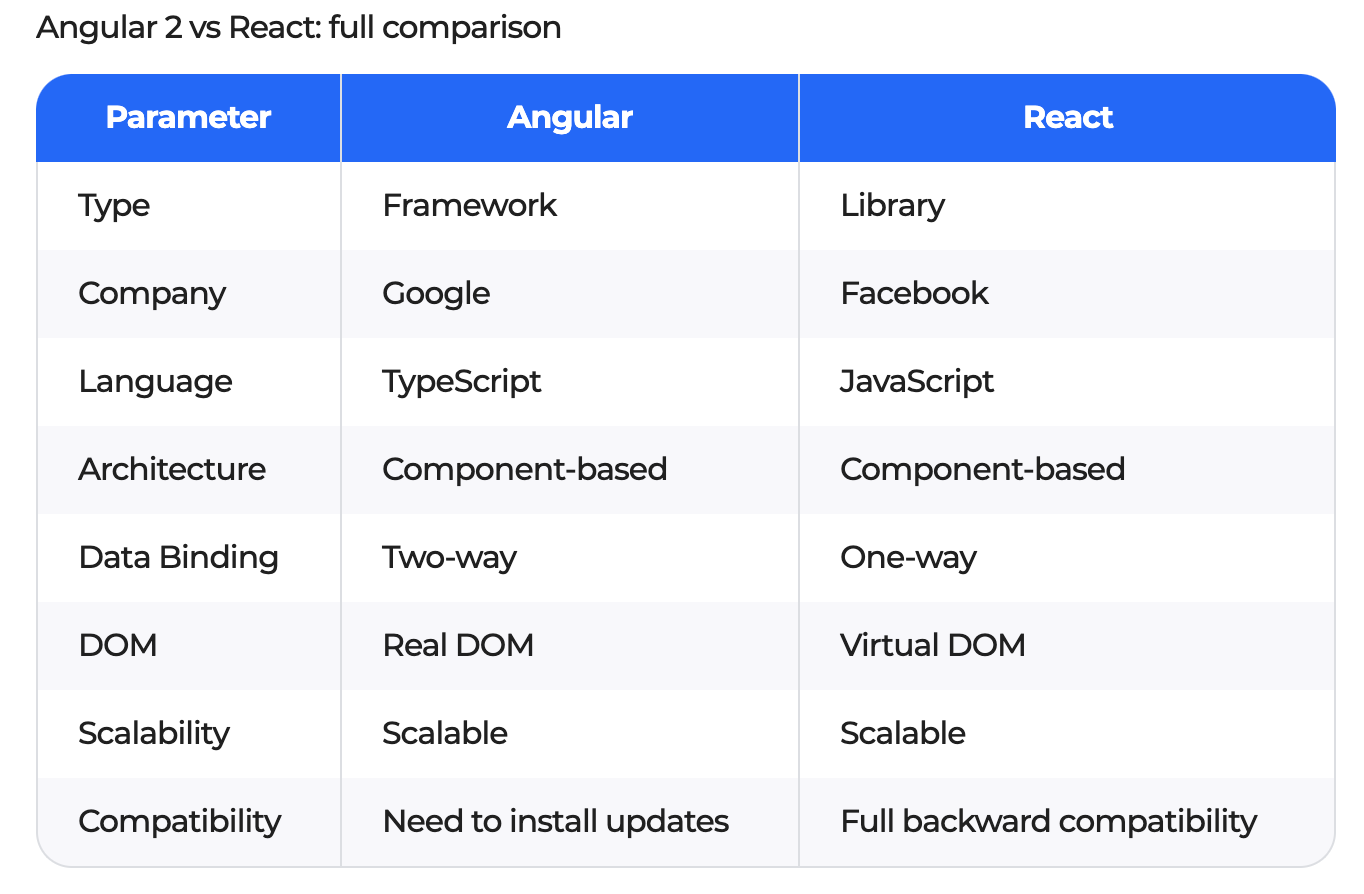 Angular 2 vs React: full comparison
Parameter Angular React
Type Framework Library
Company Google Facebook
Language TypeScript JavaScript
Architecture Component-based Component-based
Data Binding Two-way One-way
DOM Real DOM Virtual DOM
Scalability Scalable Scalable
Compatibility Need to install updates Full backward compatibility